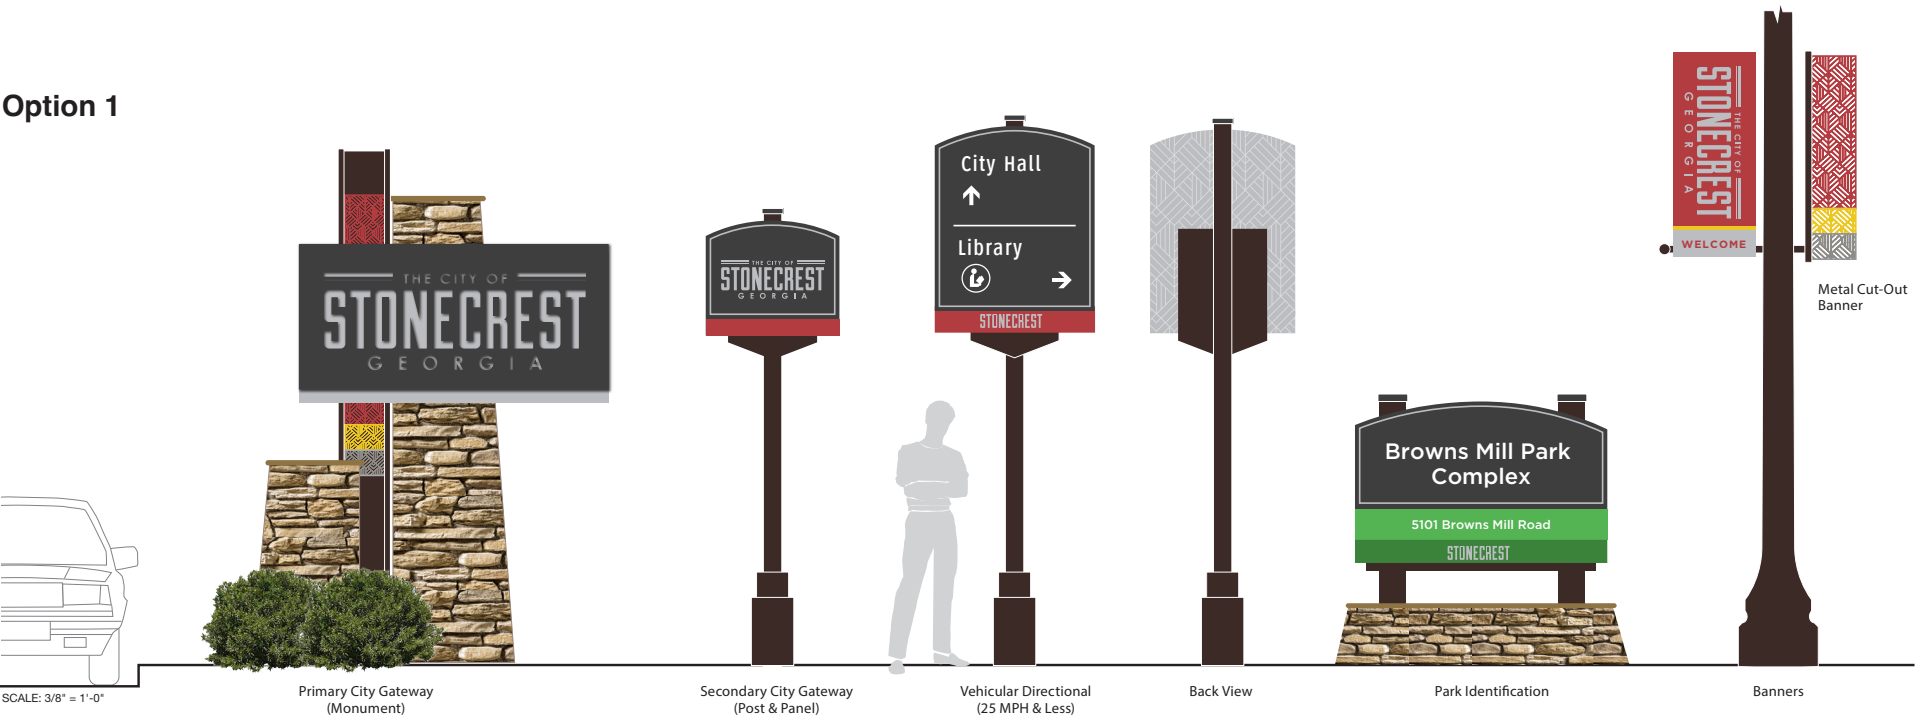 Option 1
THE CITY OF
STONECREST
GEORGIA
THE CITY OF
STONECREST
GEORGIA
City Hall
Library
STONECREST
Browns Mill Park
Complex
5101 Browns Mill Road
STONECREST
THE CITY OF
STONECREST
GEORGIA
WELCOME
Metal Cut-Out
Banner
SCALE: 3/8" = 1'-0"
Primary City Gateway
(Monument)
Secondary City Gateway
(Post & Panel)
Vehicular Directional
(25 MPH & Less)
Back View
Park Identification
Banners